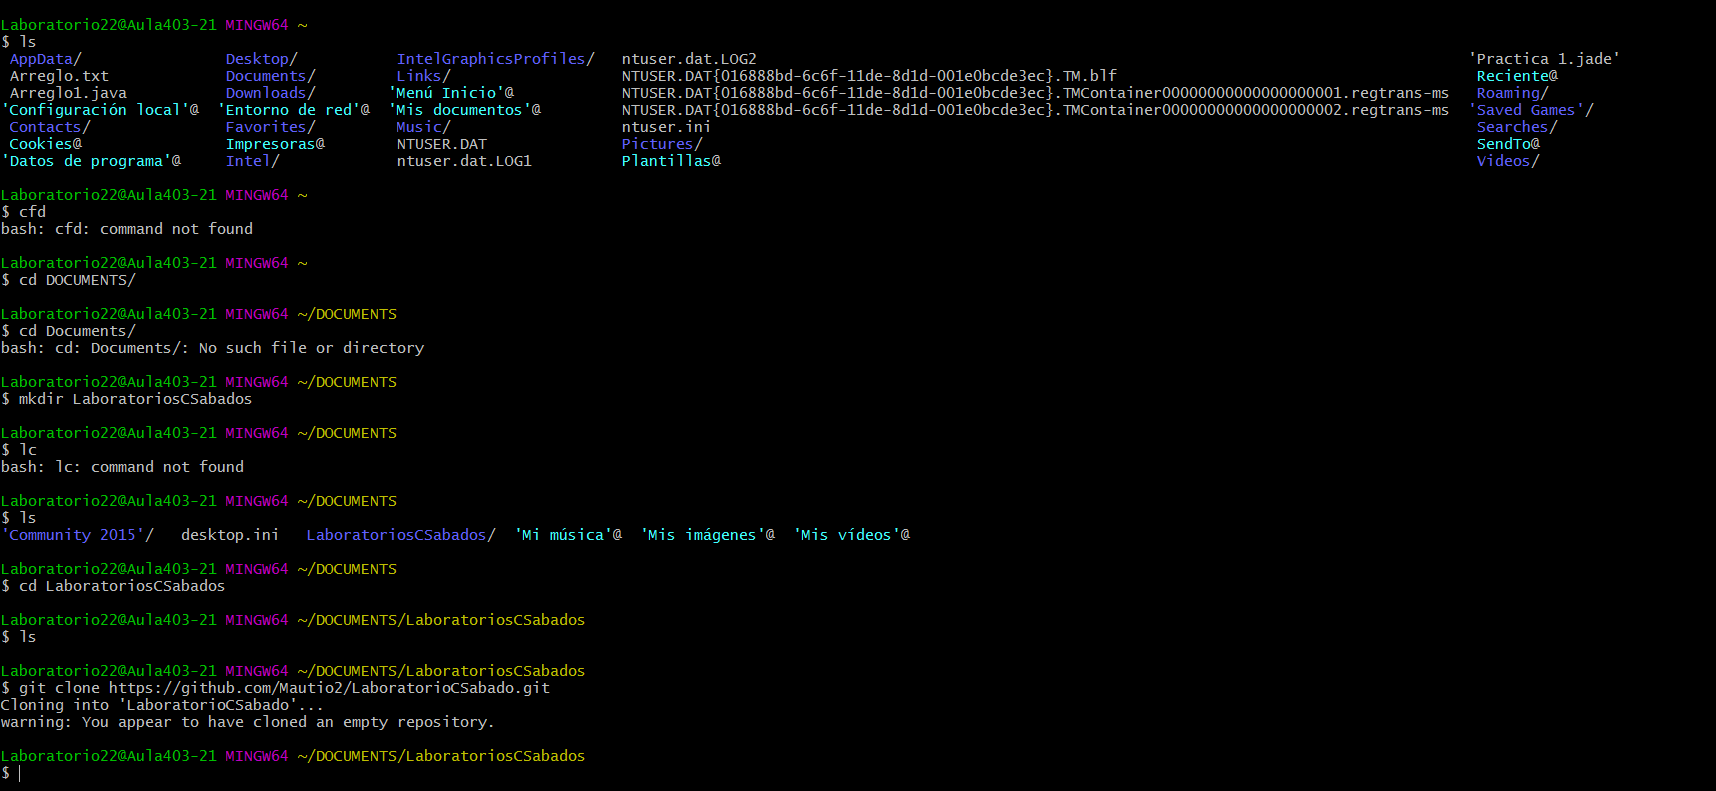 Laboratorio22@Aula403-21 MINGW64 ~
$ ls
 AppData/                Desktop/           IntelGraphicsProfiles/   ntuser.dat.LOG2                                                                               'Practica 1.jade'
 Arreglo.txt             Documents/         Links/                   NTUSER.DAT{016888bd-6c6f-11de-8d1d-001e0bcde3ec}.TM.blf                                        Reciente@
 Arreglo1.java           Downloads/        'Menú Inicio'@            NTUSER.DAT{016888bd-6c6f-11de-8d1d-001e0bcde3ec}.TMContainer00000000000000000001.regtrans-ms   Roaming/
'Configuración local'@  'Entorno de red'@  'Mis documentos'@         NTUSER.DAT{016888bd-6c6f-11de-8d1d-001e0bcde3ec}.TMContainer00000000000000000002.regtrans-ms  'Saved Games'/
 Contacts/               Favorites/         Music/                   ntuser.ini                                                                                     Searches/
 Cookies@                Impresoras@        NTUSER.DAT               Pictures/                                                                                      SendTo@
'Datos de programa'@     Intel/             ntuser.dat.LOG1          Plantillas@                                                                                    Videos/
Laboratorio22@Aula403-21 MINGW64 ~
$ cfd
bash: cfd: command not found
Laboratorio22@Aula403-21 MINGW64 ~
$ cd DOCUMENTS/
Laboratorio22@Aula403-21 MINGW64 ~/DOCUMENTS
$ cd Documents/
bash: cd: Documents/: No such file or directory
Laboratorio22@Aula403-21 MINGW64 ~/DOCUMENTS
$ mkdir LaboratoriosCSabados
Laboratorio22@Aula403-21 MINGW64 ~/DOCUMENTS
$ lc
bash: lc: command not found
Laboratorio22@Aula403-21 MINGW64 ~/DOCUMENTS
$ ls
'Community 2015'/   desktop.ini   LaboratoriosCSabados/  'Mi música'@  'Mis imágenes'@  'Mis vídeos'@
Laboratorio22@Aula403-21 MINGW64 ~/DOCUMENTS
$ cd LaboratoriosCSabados
Laboratorio22@Aula403-21 MINGW64 ~/DOCUMENTS/LaboratoriosCSabados
$ ls
Laboratorio22@Aula403-21 MINGW64 ~/DOCUMENTS/LaboratoriosCSabados
$ git clone https://github.com/Mautio2/LaboratorioCSabado.git
Cloning into 'LaboratorioCSabado'...
warning: You appear to have cloned an empty repository.
Laboratorio22@Aula403-21 MINGW64 ~/DOCUMENTS/LaboratoriosCSabados
$